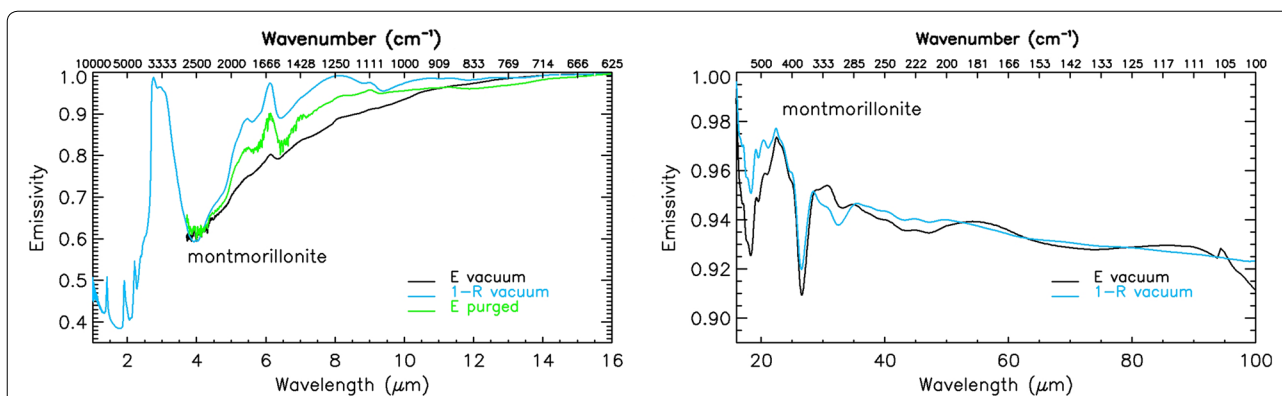 Wavenumber (cm⁻¹)
10000 5000 3333 2500 2000 1666 1428 1250 1111 1000 909 833 769 714 666 625
1.0
0.9
0.8
0.7
0.6
0.5
0.4
Emissivity
montmorillonite
E vacuum
1-R vacuum
E purged
2 4 6 8 10 12 14 16
Wavelength (μm)
Wavenumber (cm⁻¹)
500 400 333 285 250 222 200 181 166 153 142 133 125 117 111 105 100
1.00
0.98
0.96
0.94
0.92
0.90
Emissivity
montmorillonite
E vacuum
1-R vacuum
20 40 60 80 100
Wavelength (μm)